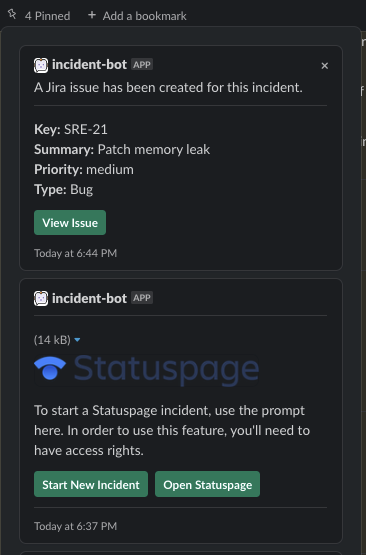 4 Pinned + Add a bookmark
incident-bot APP ×
A Jira issue has been created for this incident.
Key: SRE-21
Summary: Patch memory leak
Priority: medium
Type: Bug
View Issue
Today at 6:44 PM
incident-bot APP
(14 kB)
Statuspage
To start a Statuspage incident, use the prompt
here. In order to use this feature, you'll need to
have access rights.
Start New Incident Open Statuspage
Today at 6:37 PM